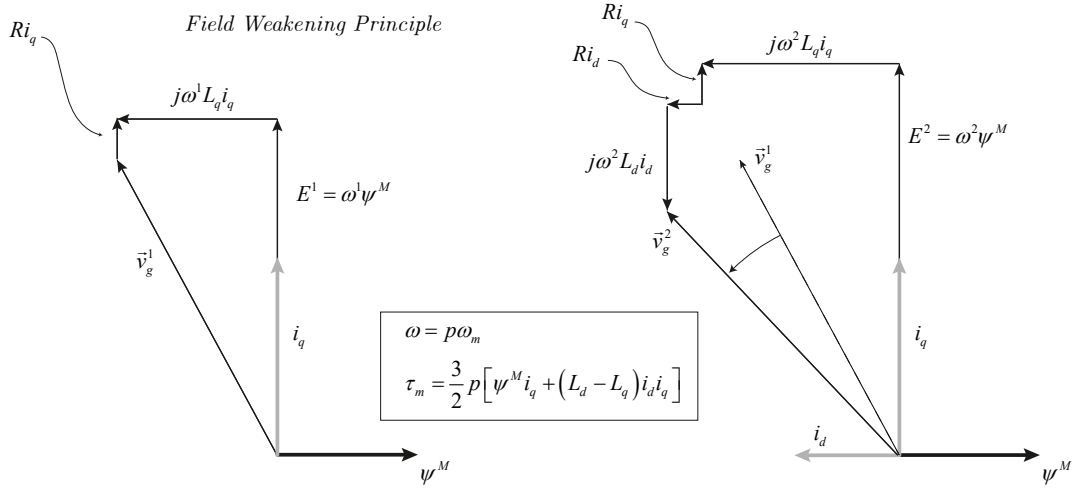 Field Weakening Principle
Ri_q
jω^1 L_q i_q
E^1 = ω^1 ψ^M
v⃗_g^1
i_q
ψ^M
ω = pω_m
τ_m = 3/2 p[ψ^M i_q + (L_d − L_q) i_d i_q]
Ri_q
Ri_d
jω^2 L_q i_q
jω^2 L_d i_d
E^2 = ω^2 ψ^M
v⃗_g^1
v⃗_g^2
i_q
i_d
ψ^M